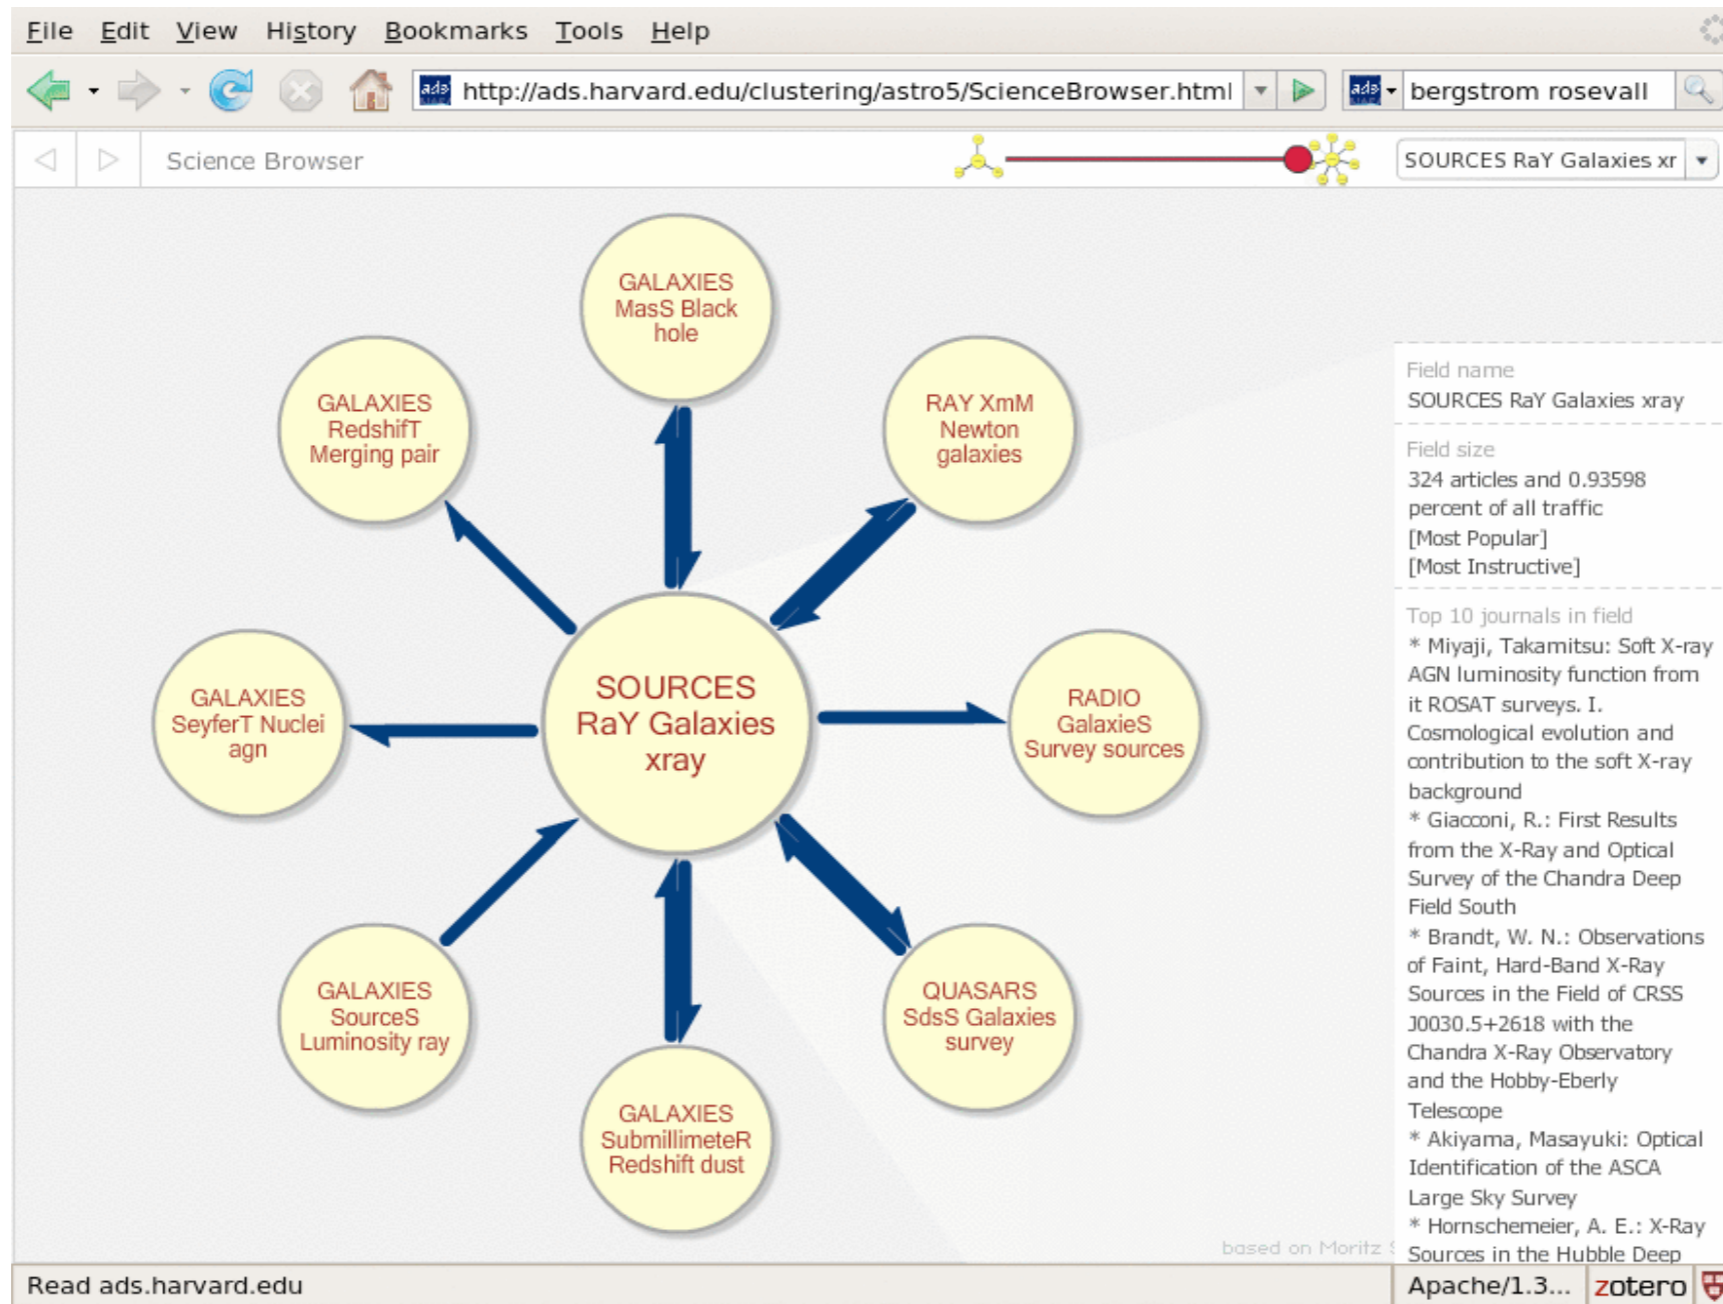 File Edit View History Bookmarks Tools Help
http://ads.harvard.edu/clustering/astro5/ScienceBrowser.html
ads
bergstrom rosevall
Science Browser
SOURCES RaY Galaxies xr
GALAXIES
MasS Black
hole
GALAXIES
RedshifT
Merging pair
RAY XmM
Newton
galaxies
GALAXIES
SeyferT Nuclei
agn
SOURCES
RaY Galaxies
xray
RADIO
GalaxieS
Survey sources
GALAXIES
SourceS
Luminosity ray
QUASARS
SdsS Galaxies
survey
GALAXIES
SubmillimeteR
Redshift dust
Field name
SOURCES RaY Galaxies xray
Field size
324 articles and 0.93598
percent of all traffic
[Most Popular]
[Most Instructive]
Top 10 journals in field
* Miyaji, Takamitsu: Soft X-ray
AGN luminosity function from
it ROSAT surveys. I.
Cosmological evolution and
contribution to the soft X-ray
background
* Giacconi, R.: First Results
from the X-Ray and Optical
Survey of the Chandra Deep
Field South
* Brandt, W. N.: Observations
of Faint, Hard-Band X-Ray
Sources in the Field of CRSS
J0030.5+2618 with the
Chandra X-Ray Observatory
and the Hobby-Eberly
Telescope
* Akiyama, Masayuki: Optical
Identification of the ASCA
Large Sky Survey
* Hornschemeier, A. E.: X-Ray
Sources in the Hubble Deep
based on Moritz
Read ads.harvard.edu
Apache/1.3...
zotero